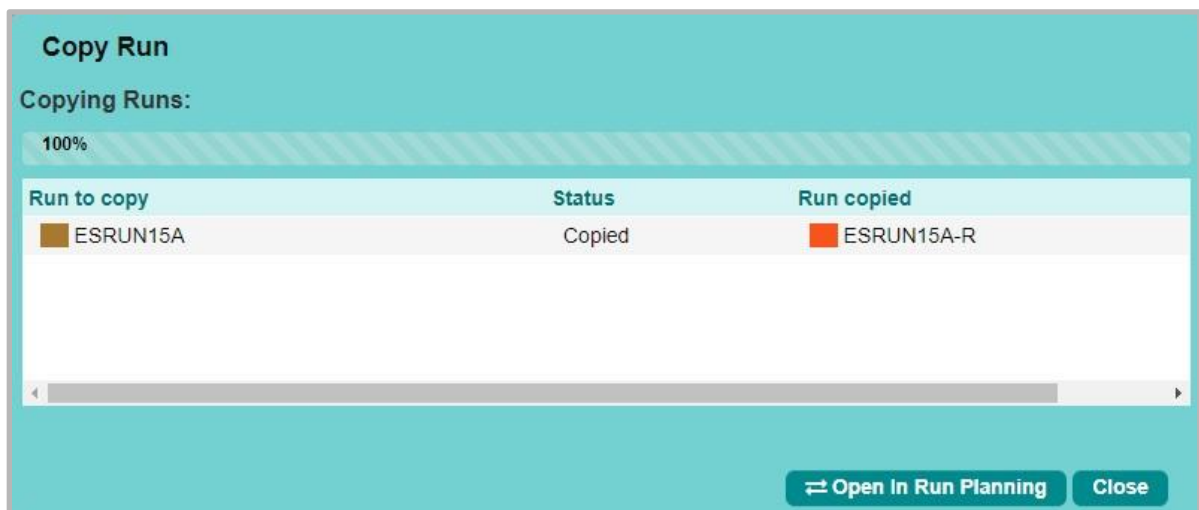 Copy Run
Copying Runs:
100%
Run to copy Status Run copied
ESRUN15A Copied ESRUN15A-R
Open In Run Planning Close